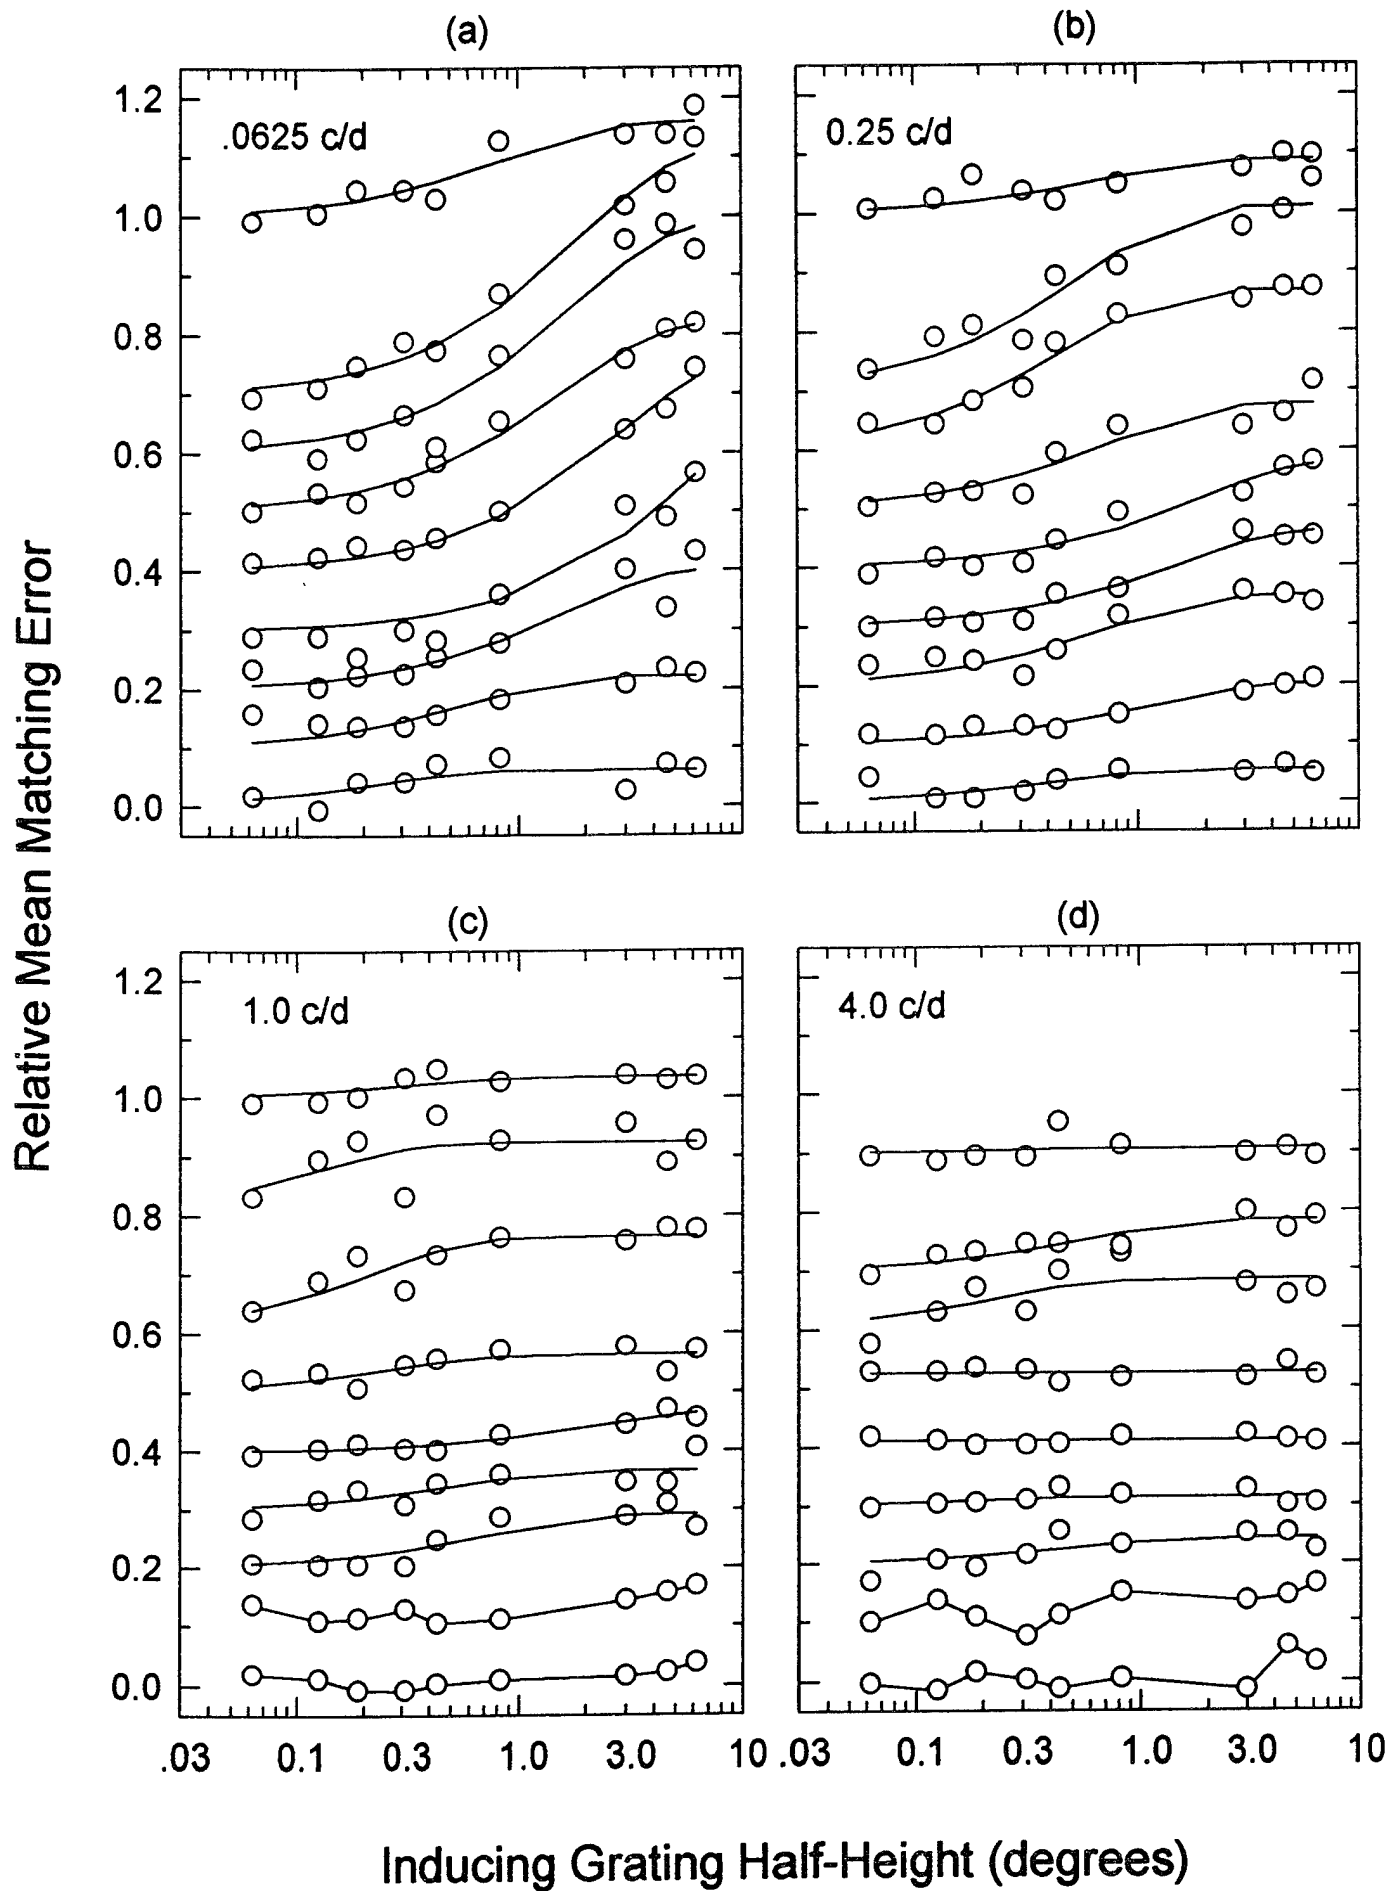 (a)
(b)
.0625 c/d
0.25 c/d
1.2
1.0
0.8
0.6
0.4
0.2
0.0
Relative Mean Matching Error
(c)
(d)
1.0 c/d
4.0 c/d
1.2
1.0
0.8
0.6
0.4
0.2
0.0
.03 0.1 0.3 1.0 3.0 10 .03 0.1 0.3 1.0 3.0 10
Inducing Grating Half-Height (degrees)